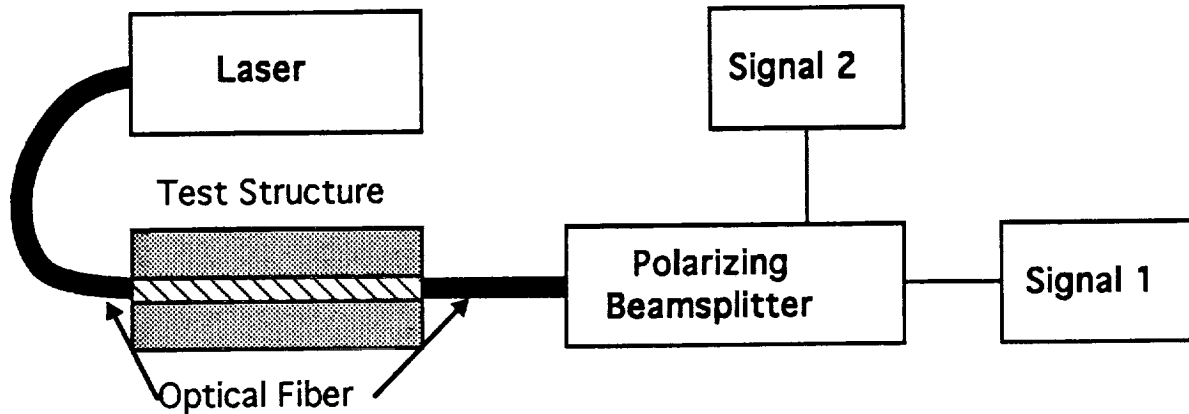 Laser
Signal 2
Test Structure
Polarizing
Beamsplitter
Signal 1
Optical Fiber